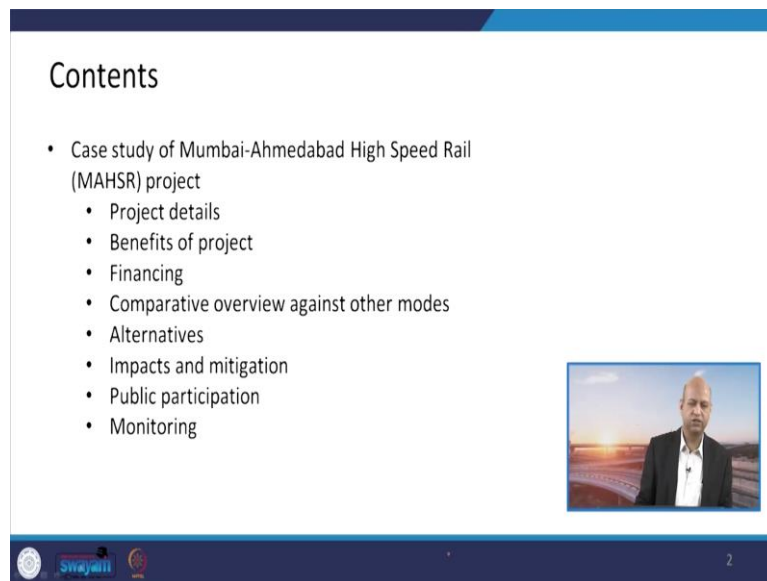 Contents
• Case study of Mumbai-Ahmedabad High Speed Rail
(MAHSR) project
• Project details
• Benefits of project
• Financing
• Comparative overview against other modes
• Alternatives
• Impacts and mitigation
• Public participation
• Monitoring
swayam
2